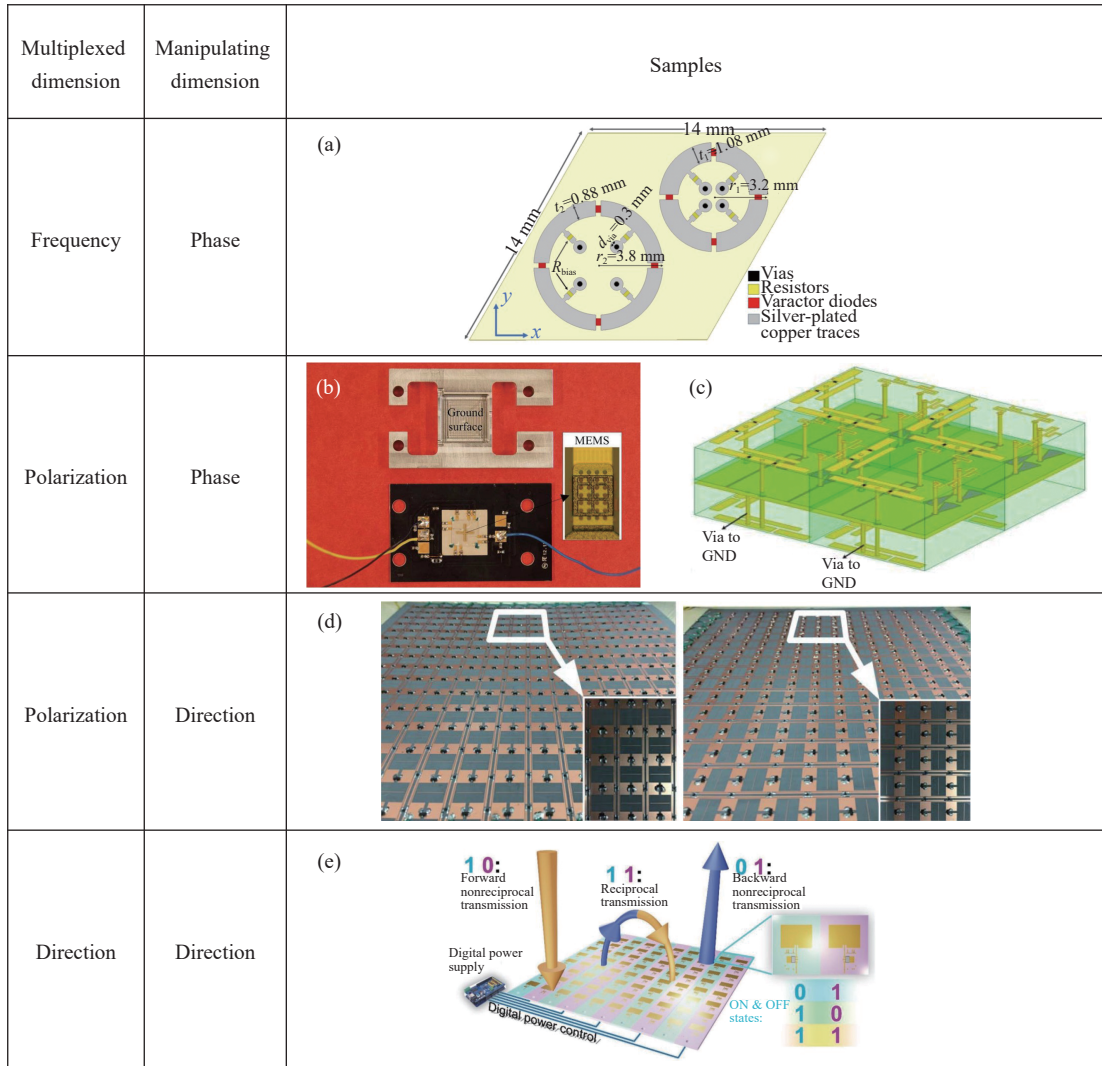 Multiplexed
dimension
Manipulating
dimension
Samples
Frequency
Phase
(a)
14 mm
14 mm
t₁=1.08 mm
r₁=3.2 mm
t₂=0.88 mm
d_via=0.3 mm
r₂=3.8 mm
R_bias
y
x
Vias
Resistors
Varactor diodes
Silver-plated
copper traces
Polarization
Phase
(b)
Ground
surface
MEMS
(c)
Via to
GND
Via to
GND
Polarization
Direction
(d)
Direction
Direction
(e)
1 0:
Forward
nonreciprocal
transmission
1 1:
Reciprocal
transmission
0 1:
Backward
nonreciprocal
transmission
Digital power
supply
Digital power control
ON & OFF
states:
0 1
1 0
1 1